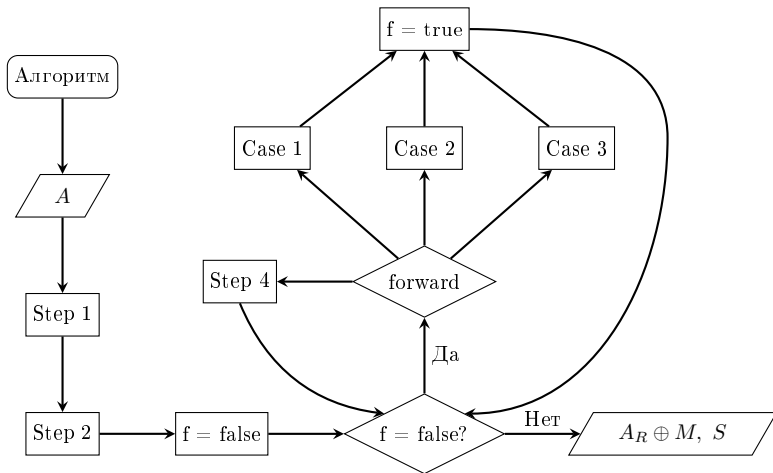 f = true
Алгоритм
Case 1
Case 2
Case 3
A
forward
Step 4
Step 1
Да
Step 2
f = false
f = false?
Нет
A_R ⊕ M, S